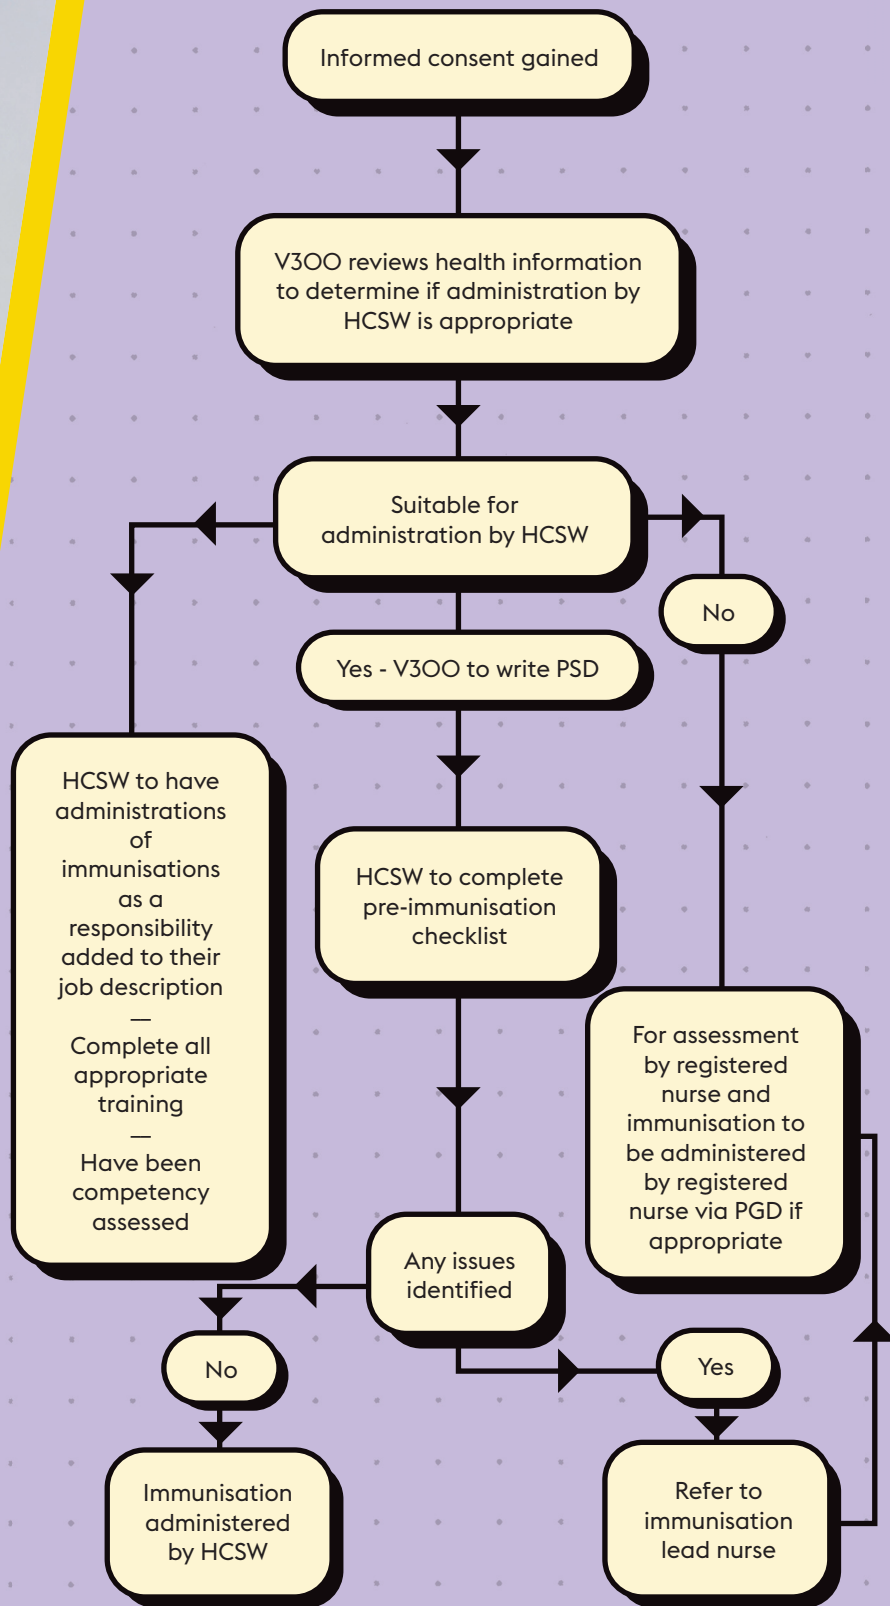 Informed consent gained
V300 reviews health information
to determine if administration by
HCSW is appropriate
Suitable for
administration by HCSW
No
Yes - V300 to write PSD
HCSW to have
administrations
of
immunisations
as a
responsibility
added to their
job description
—
Complete all
appropriate
training
—
Have been
competency
assessed
HCSW to complete
pre-immunisation
checklist
For assessment
by registered
nurse and
immunisation to
be administered
by registered
nurse via PGD if
appropriate
Any issues
identified
No
Yes
Immunisation
administered
by HCSW
Refer to
immunisation
lead nurse